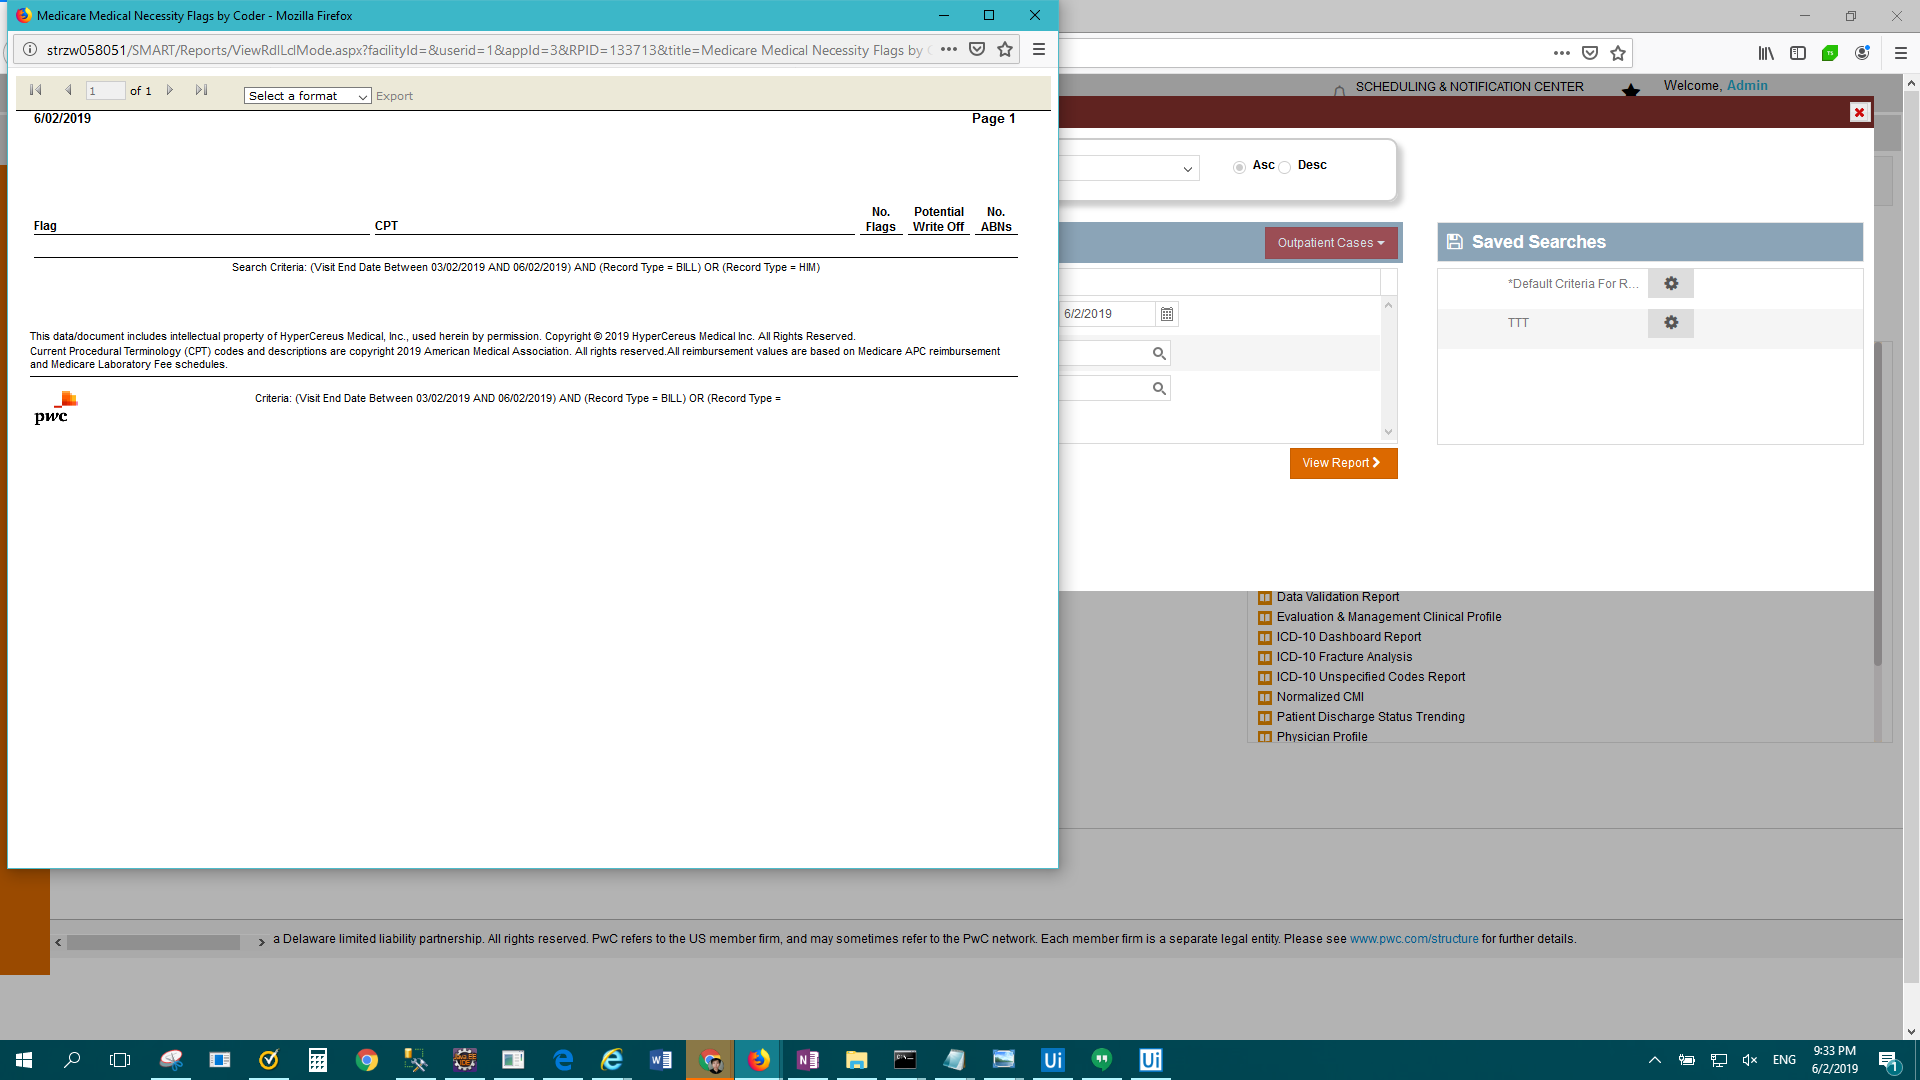 Medicare Medical Necessity Flags by Coder - Mozilla Firefox
strzw058051/SMART/Reports/ViewRdlLclMode.aspx?facilityId=&userid=1&appId=3&RPID=133713&title=Medicare Medical Necessity Flags by
1 of 1 Select a format Export
6/02/2019 Page 1
Flag CPT No. Flags Potential Write Off No. ABNs
Search Criteria: (Visit End Date Between 03/02/2019 AND 06/02/2019) AND (Record Type = BILL) OR (Record Type = HIM)
This data/document includes intellectual property of HyperCereus Medical, Inc., used herein by permission. Copyright © 2019 HyperCereus Medical Inc. All Rights Reserved.
Current Procedural Terminology (CPT) codes and descriptions are copyright 2019 American Medical Association. All rights reserved.All reimbursement values are based on Medicare APC reimbursement
and Medicare Laboratory Fee schedules.
pwc
Criteria: (Visit End Date Between 03/02/2019 AND 06/02/2019) AND (Record Type = BILL) OR (Record Type =
SCHEDULING & NOTIFICATION CENTER
Welcome, Admin
Asc Desc
Outpatient Cases
Saved Searches
*Default Criteria For R...
TTT
6/2/2019
View Report
Data Validation Report
Evaluation & Management Clinical Profile
ICD-10 Dashboard Report
ICD-10 Fracture Analysis
ICD-10 Unspecified Codes Report
Normalized CMI
Patient Discharge Status Trending
Physician Profile
a Delaware limited liability partnership. All rights reserved. PwC refers to the US member firm, and may sometimes refer to the PwC network. Each member firm is a separate legal entity. Please see www.pwc.com/structure for further details.
ENG
9:33 PM
6/2/2019
1